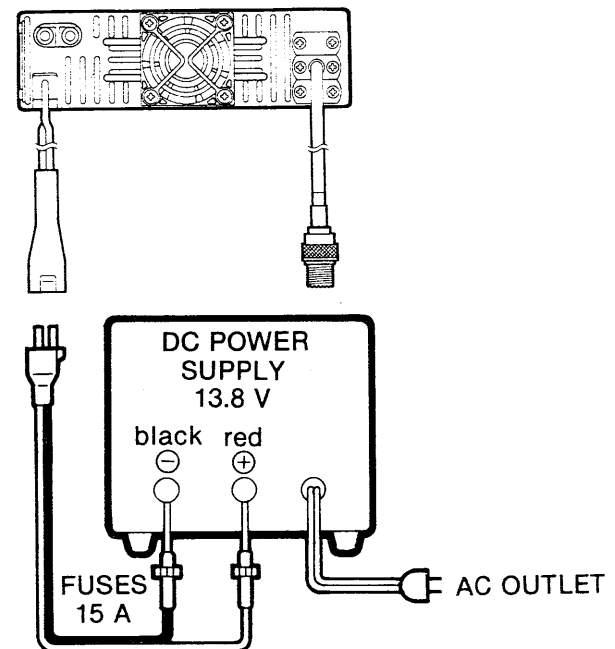 DC POWER
SUPPLY
13.8 V
black red
⊖ ⊕
FUSES
15 A
AC OUTLET